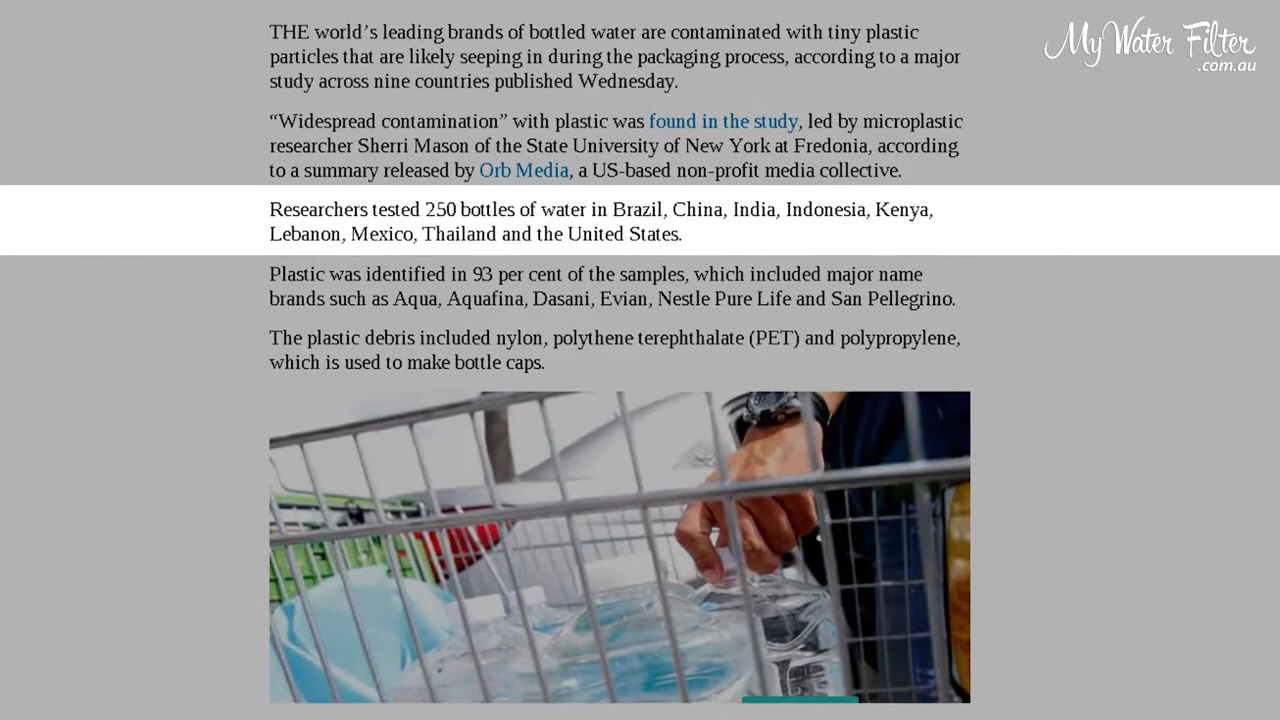 THE world’s leading brands of bottled water are contaminated with tiny plastic
particles that are likely seeping in during the packaging process, according to a major
study across nine countries published Wednesday.
“Widespread contamination” with plastic was found in the study, led by microplastic
researcher Sherri Mason of the State University of New York at Fredonia, according
to a summary released by Orb Media, a US-based non-profit media collective.
Researchers tested 250 bottles of water in Brazil, China, India, Indonesia, Kenya,
Lebanon, Mexico, Thailand and the United States.
Plastic was identified in 93 per cent of the samples, which included major name
brands such as Aqua, Aquafina, Dasani, Evian, Nestle Pure Life and San Pellegrino.
The plastic debris included nylon, polythene terephthalate (PET) and polypropylene,
which is used to make bottle caps.
My Water Filter
.com.au